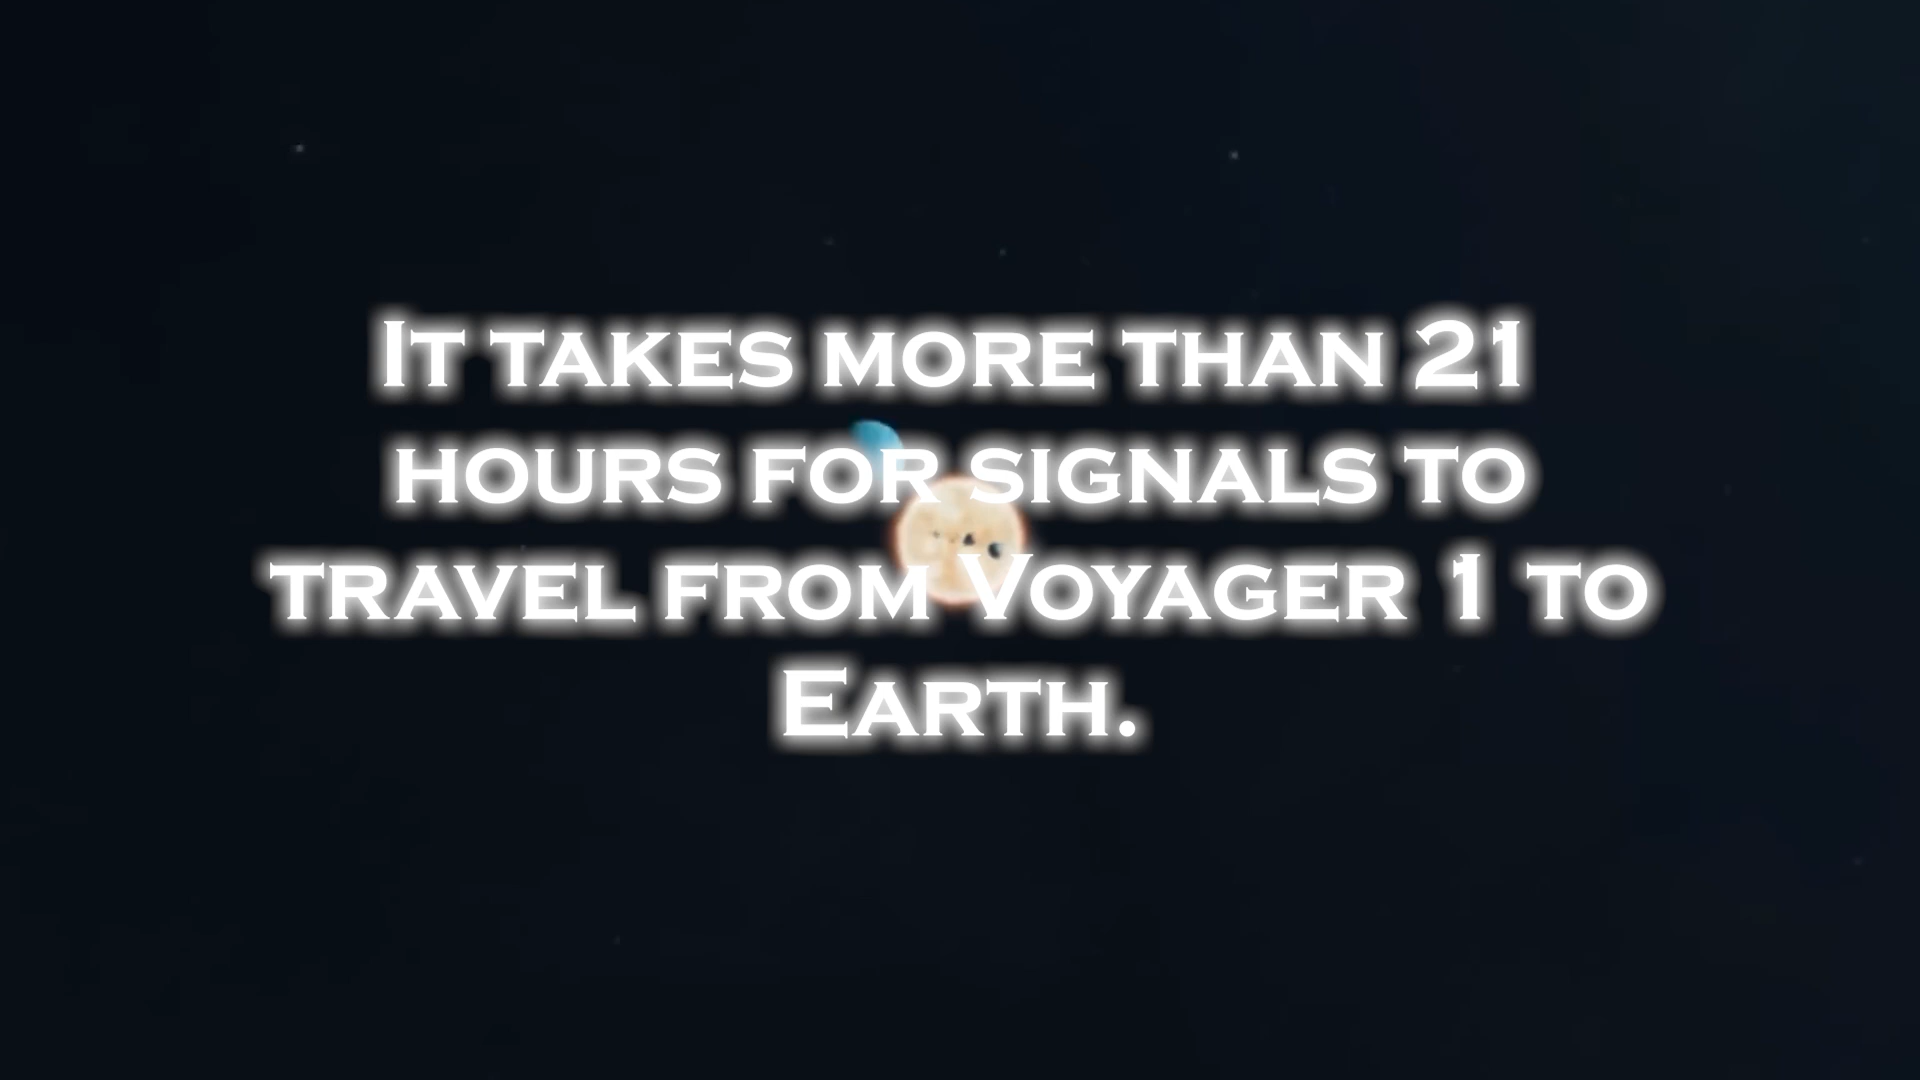 It takes more than 21
hours for signals to
travel from Voyager 1 to
Earth.